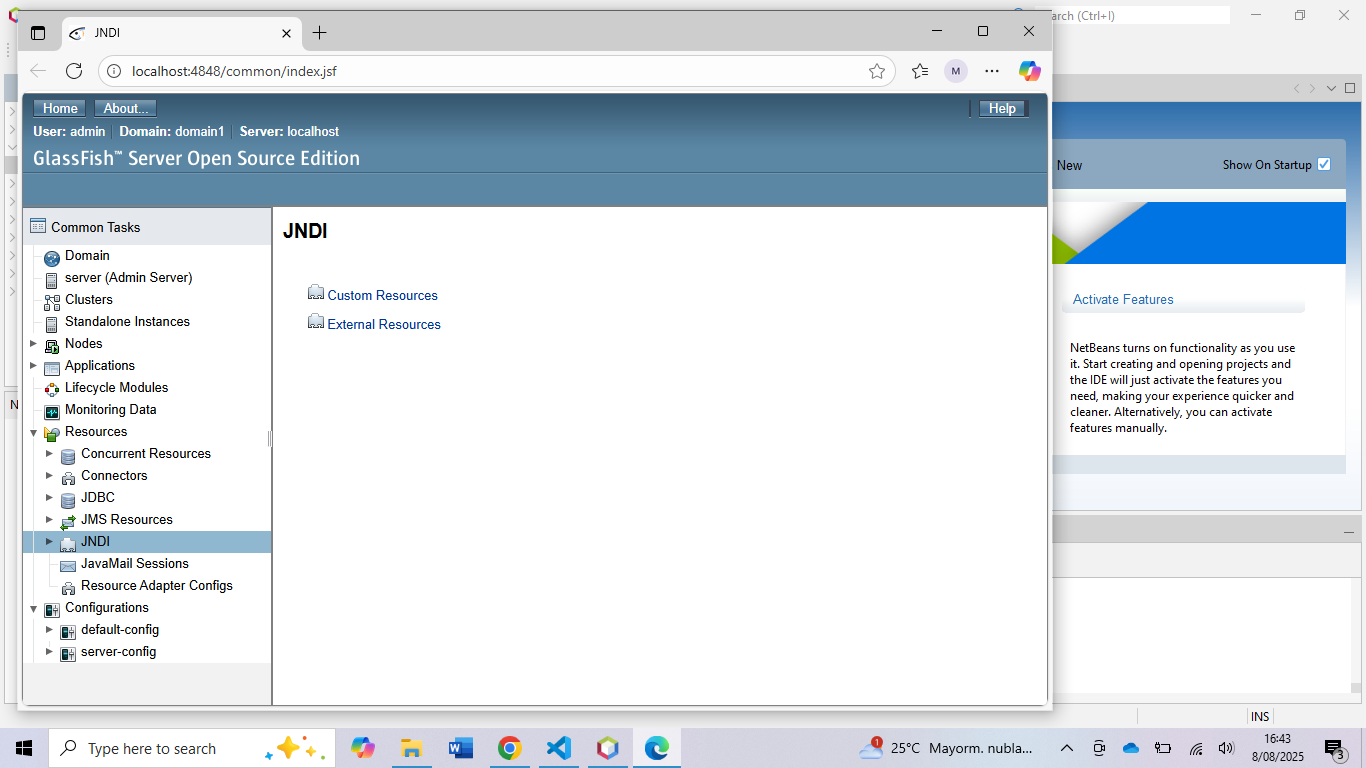 JNDI
arch (Ctrl+I)
localhost:4848/common/index.jsf
M
Home About... Help
User: admin Domain: domain1 Server: localhost
GlassFish™ Server Open Source Edition
New
Show On Startup
Common Tasks
Domain
server (Admin Server)
Clusters
Standalone Instances
Nodes
Applications
Lifecycle Modules
Monitoring Data
Resources
Concurrent Resources
Connectors
JDBC
JMS Resources
JNDI
JavaMail Sessions
Resource Adapter Configs
Configurations
default-config
server-config
JNDI
Custom Resources
External Resources
Activate Features
NetBeans turns on functionality as you use
it. Start creating and opening projects and
the IDE will just activate the features you
need, making your experience quicker and
cleaner. Alternatively, you can activate
features manually.
N
INS
Type here to search
1
25°C Mayorm. nubla...
16:43
8/08/2025
3